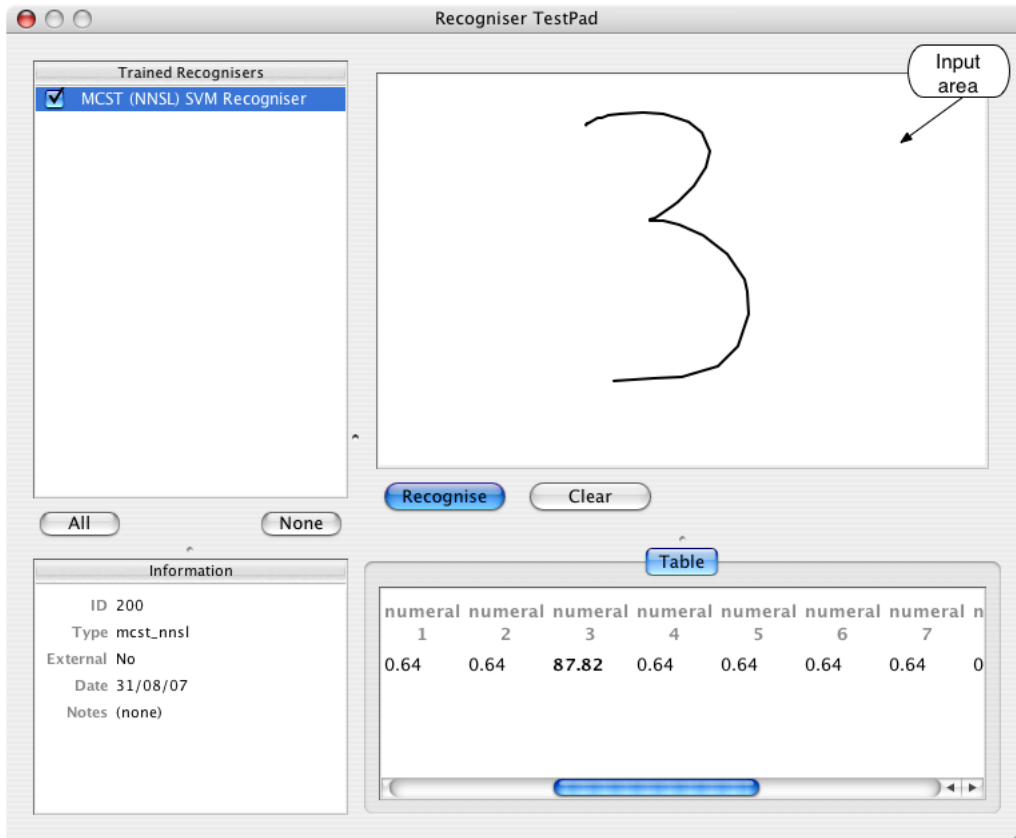 Recogniser TestPad
Trained Recognisers
MCST (NNSL) SVM Recogniser
Input
area
3
Recognise Clear
All None
Information
ID 200
Type mcst_nnsl
External No
Date 31/08/07
Notes (none)
Table
numeral numeral numeral numeral numeral numeral numeral n
1 2 3 4 5 6 7
0.64 0.64 87.82 0.64 0.64 0.64 0.64 0